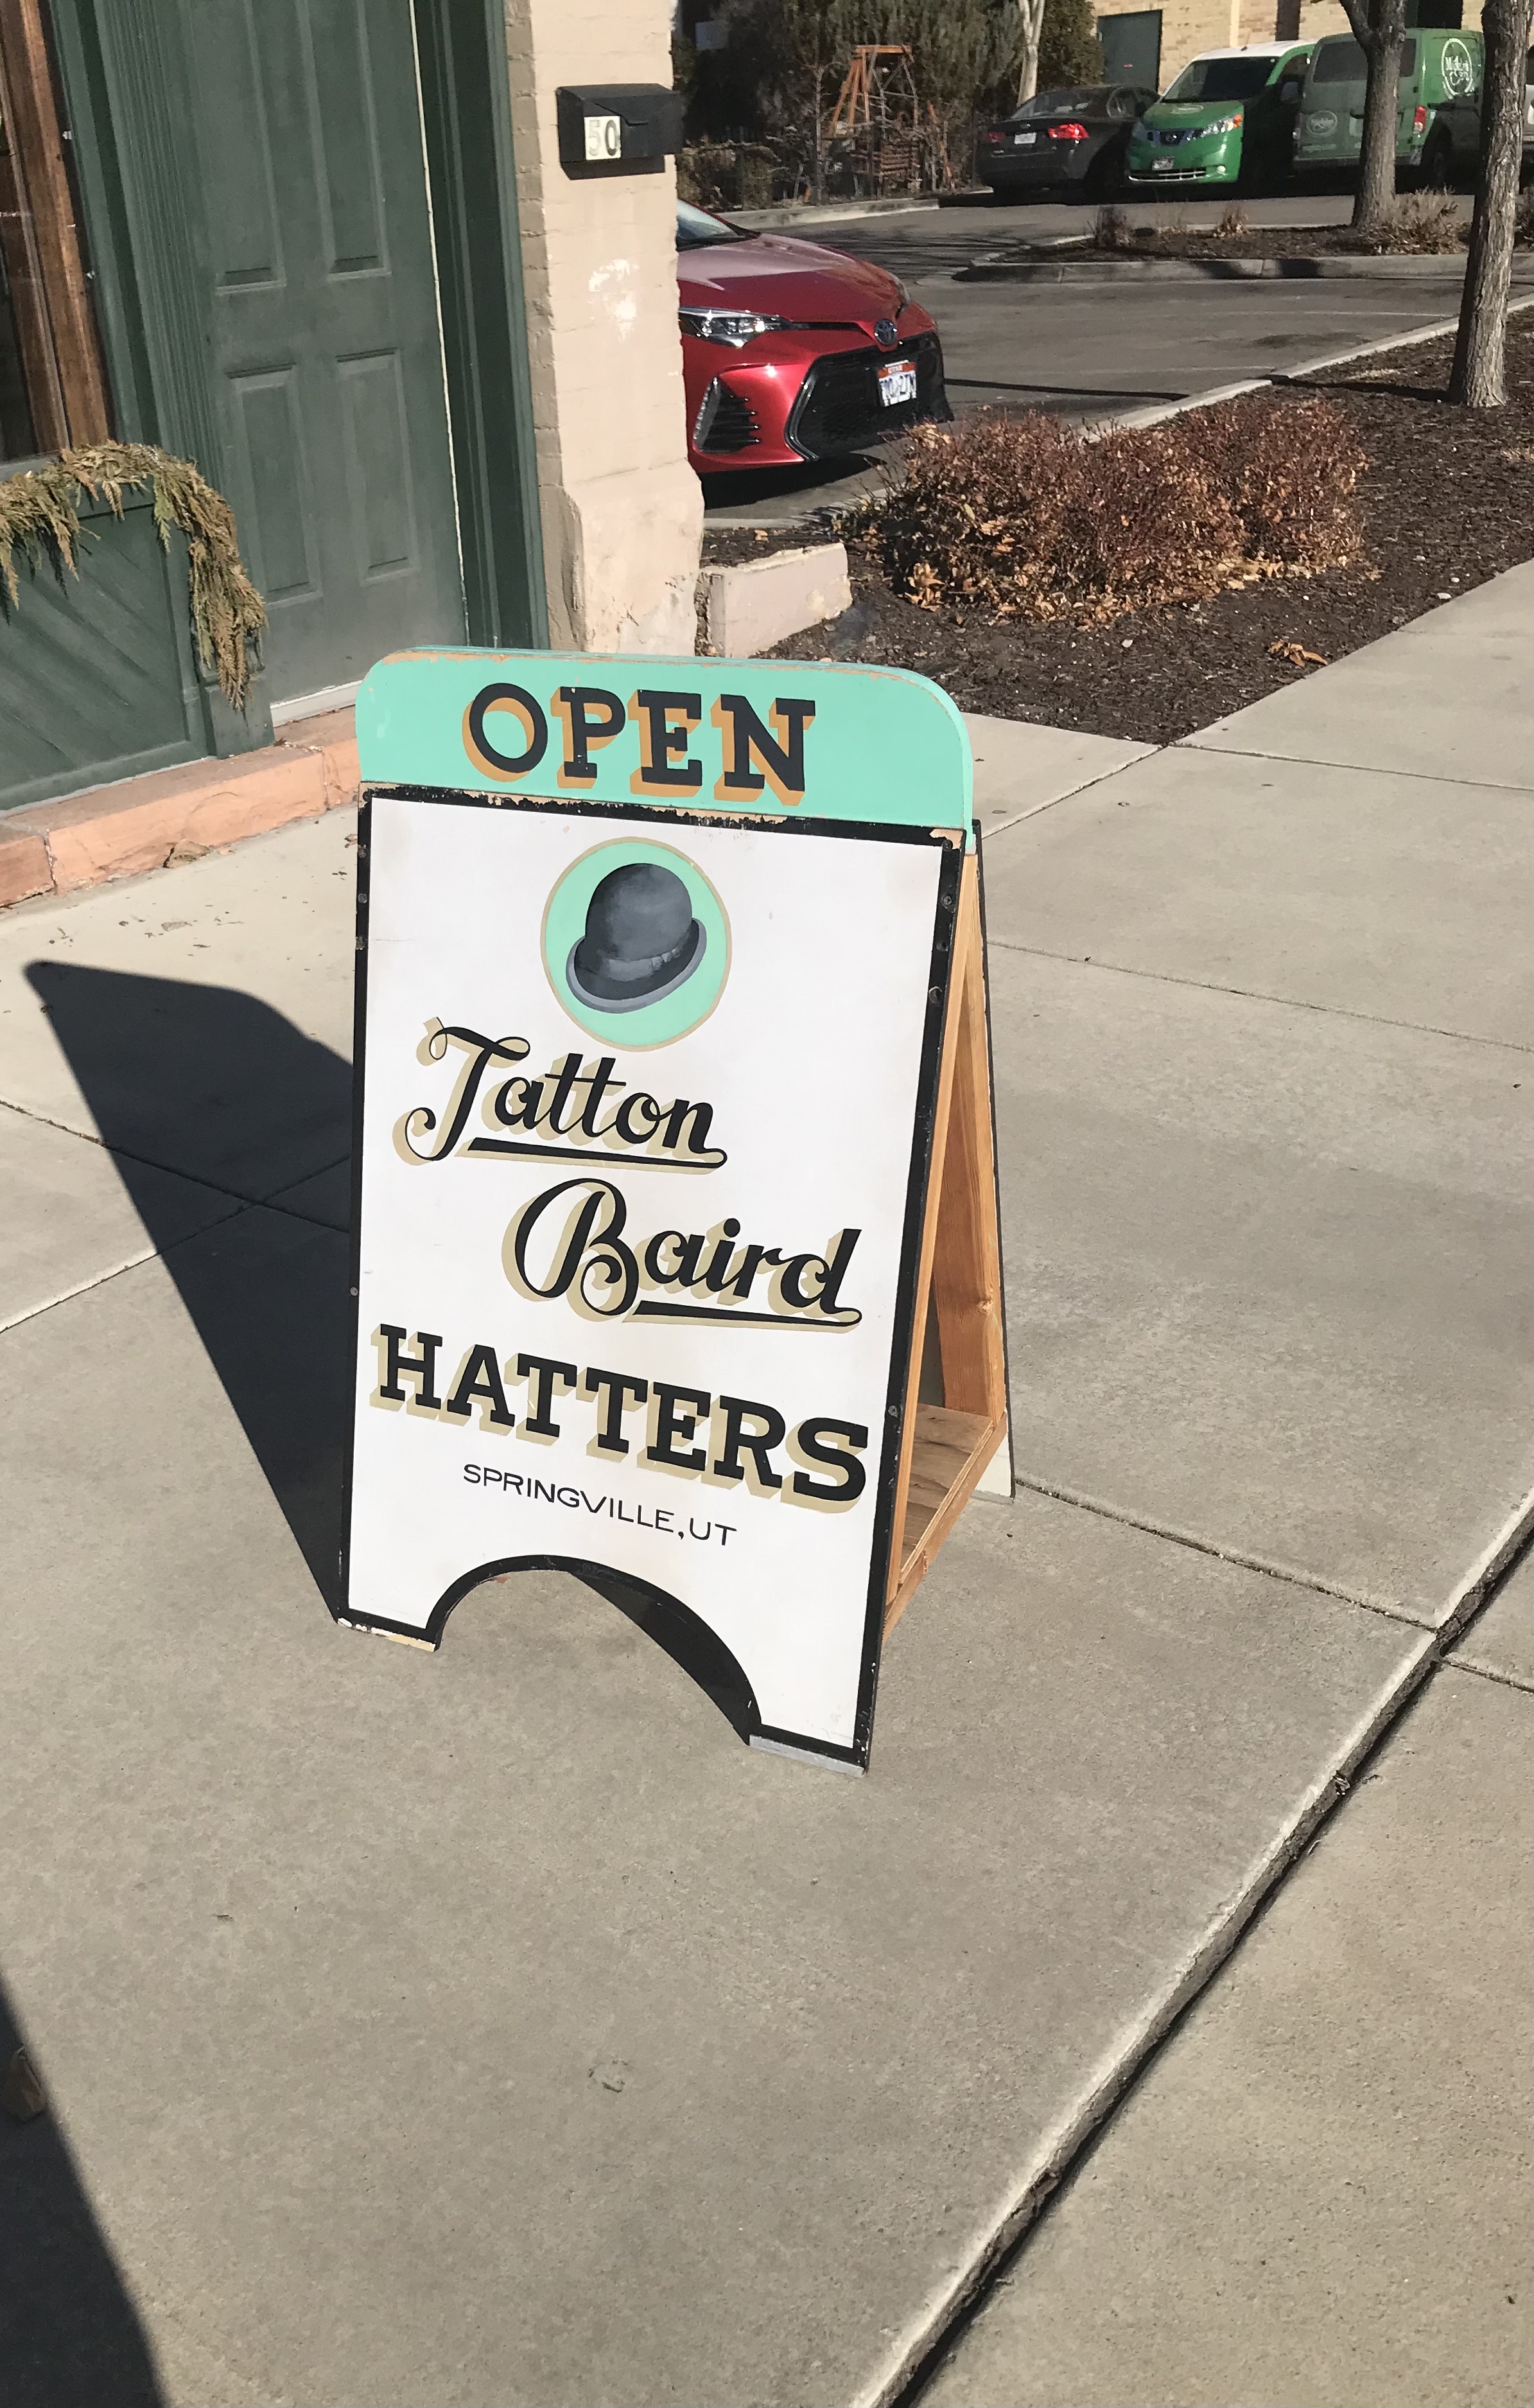 50
OPEN
Tatton
Baird
HATTERS
SPRINGVILLE, UT